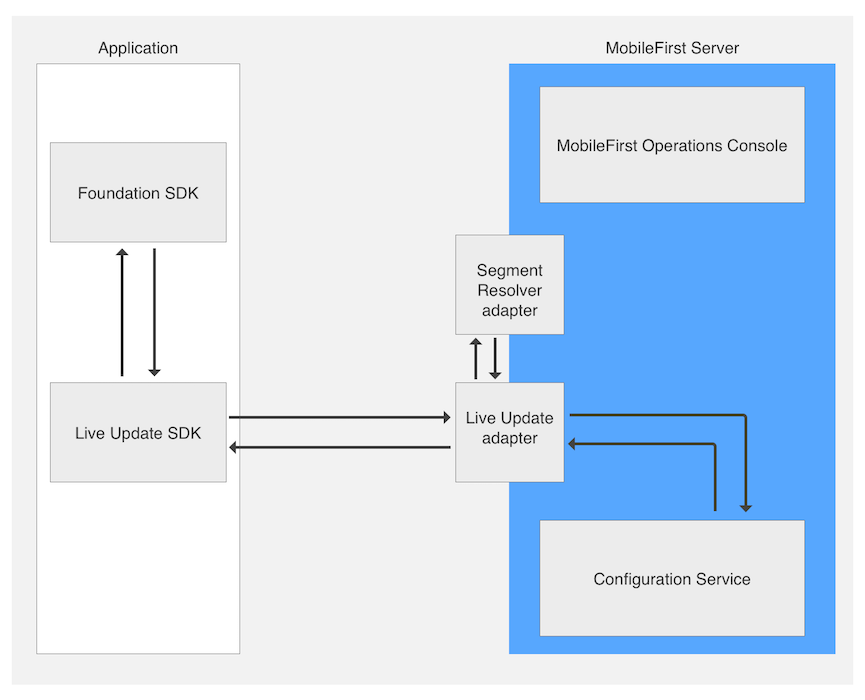 Application
MobileFirst Server
MobileFirst Operations Console
Foundation SDK
Segment
Resolver
adapter
Live Update SDK
Live Update
adapter
Configuration Service